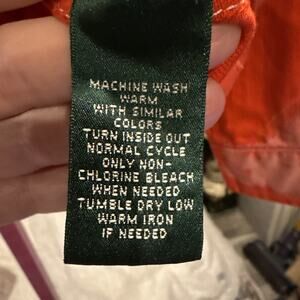 MACHINE WASH
WARM
WITH SIMILAR
COLORS
TURN INSIDE OUT
NORMAL CYCLE
ONLY NON-
CHLORINE BLEACH
WHEN NEEDED
TUMBLE DRY LOW
WARM IRON
IF NEEDED